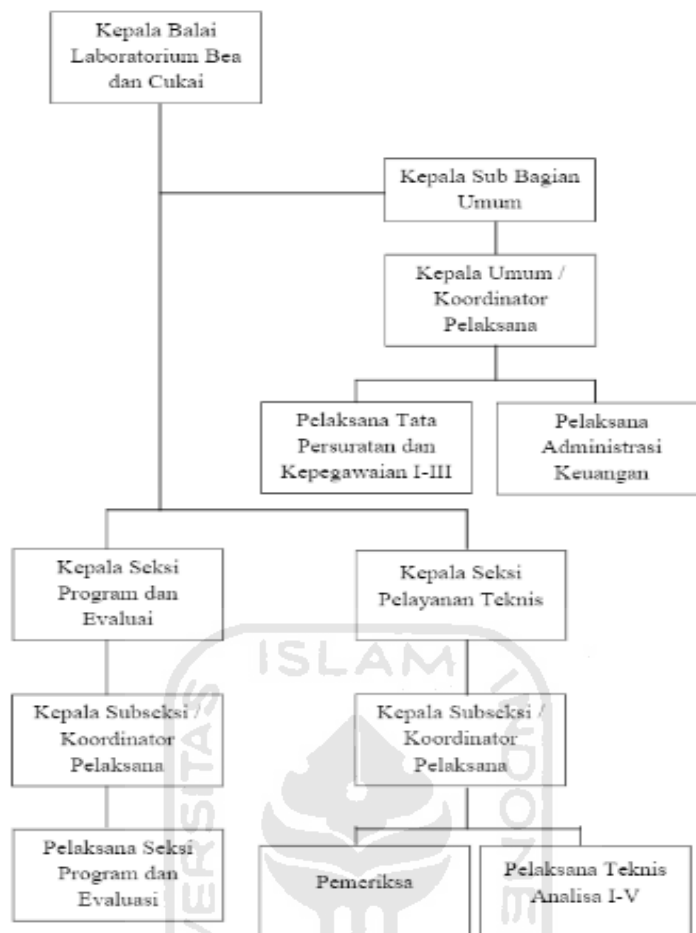 Kepala Balai
Laboratorium Bea
dan Cukai
Kepala Sub Bagian
Umum
Kepala Umum /
Koordinator
Pelaksana
Pelaksana Tata
Persuratan dan
Kepegawaian I-III
Pelaksana
Administrasi
Keuangan
Kepala Seksi
Program dan
Evaluai
Kepala Seksi
Pelayanan Teknis
ISLAM
Kepala Subseksi /
Koordinator
Pelaksana
Kepala Subseksi /
Koordinator
Pelaksana
Pelaksana Seksi
Program dan
Evaluasi
Pemeriksa
Pelaksana Teknis
Analisa I-V